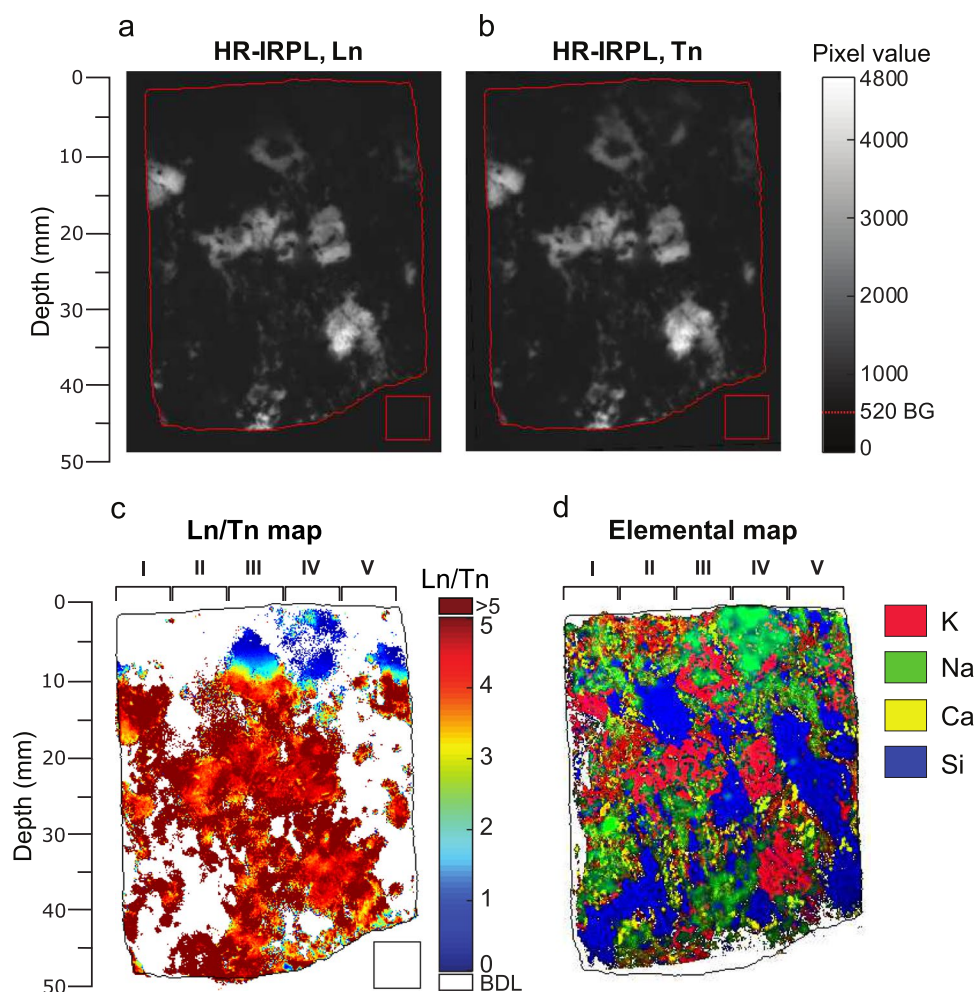 a
HR-IRPL, Ln
b
HR-IRPL, Tn
Pixel value
Depth (mm)
0
10
20
30
40
50
4800
4000
3000
2000
1000
520 BG
0
c
Ln/Tn map
I II III IV V
Depth (mm)
0
10
20
30
40
50
Ln/Tn
>5
5
4
3
2
1
0
BDL
d
Elemental map
I II III IV V
K
Na
Ca
Si